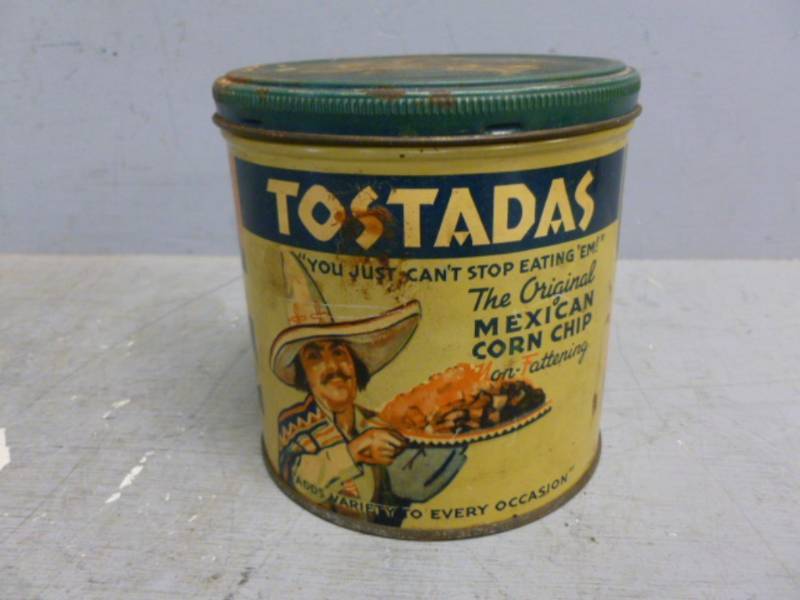 TOSTADAS
"YOU JUST CAN'T STOP EATING 'EM!"
The Original
MEXICAN
CORN CHIP
Non-Fattening
"ADDS VARIETY TO EVERY OCCASION"